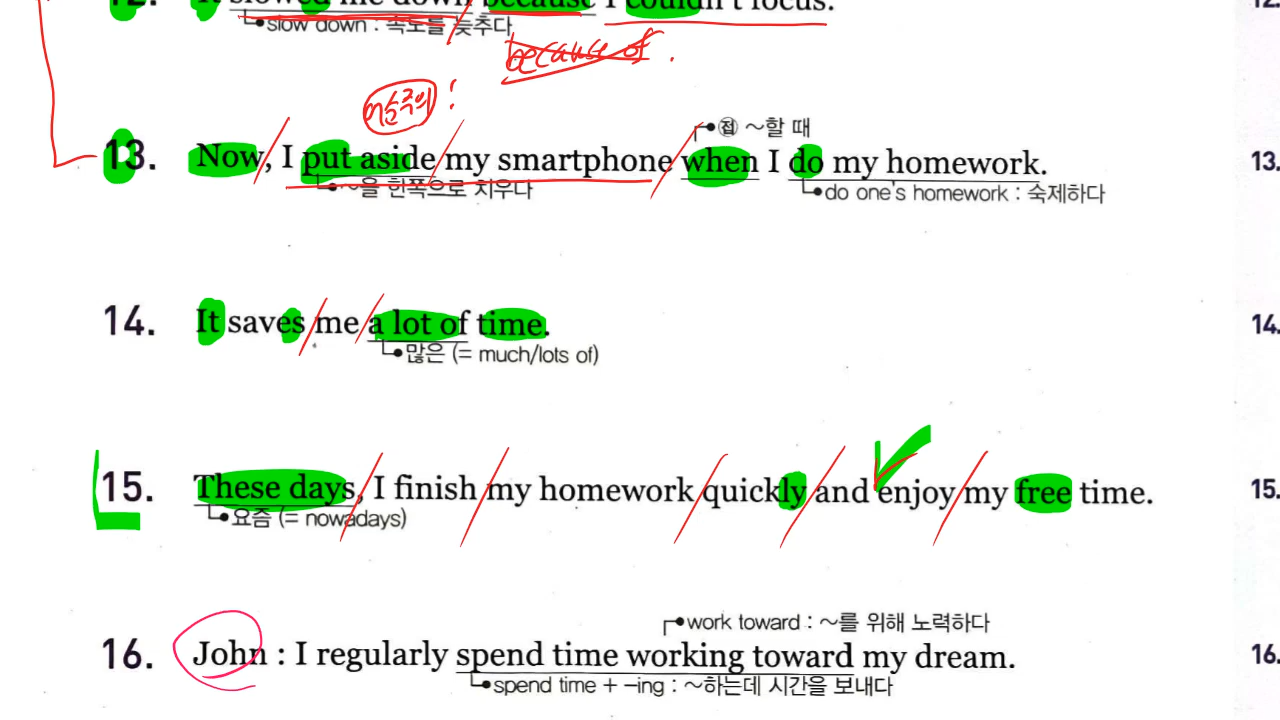 12. It slowed me down because I couldn't focus. 12.
slow down : 속도를 늦추다
because of .
어순주의 !
접 ~할 때
13. Now, I put aside my smartphone when I do my homework. 13.
~을 한쪽으로 치우다 do one's homework : 숙제하다
14. It saves me a lot of time. 14.
많은 (= much/lots of)
15. These days, I finish my homework quickly and enjoy my free time. 15.
요즘 (= nowadays)
work toward : ~를 위해 노력하다
16. John : I regularly spend time working toward my dream. 16.
spend time + -ing : ~하는데 시간을 보내다